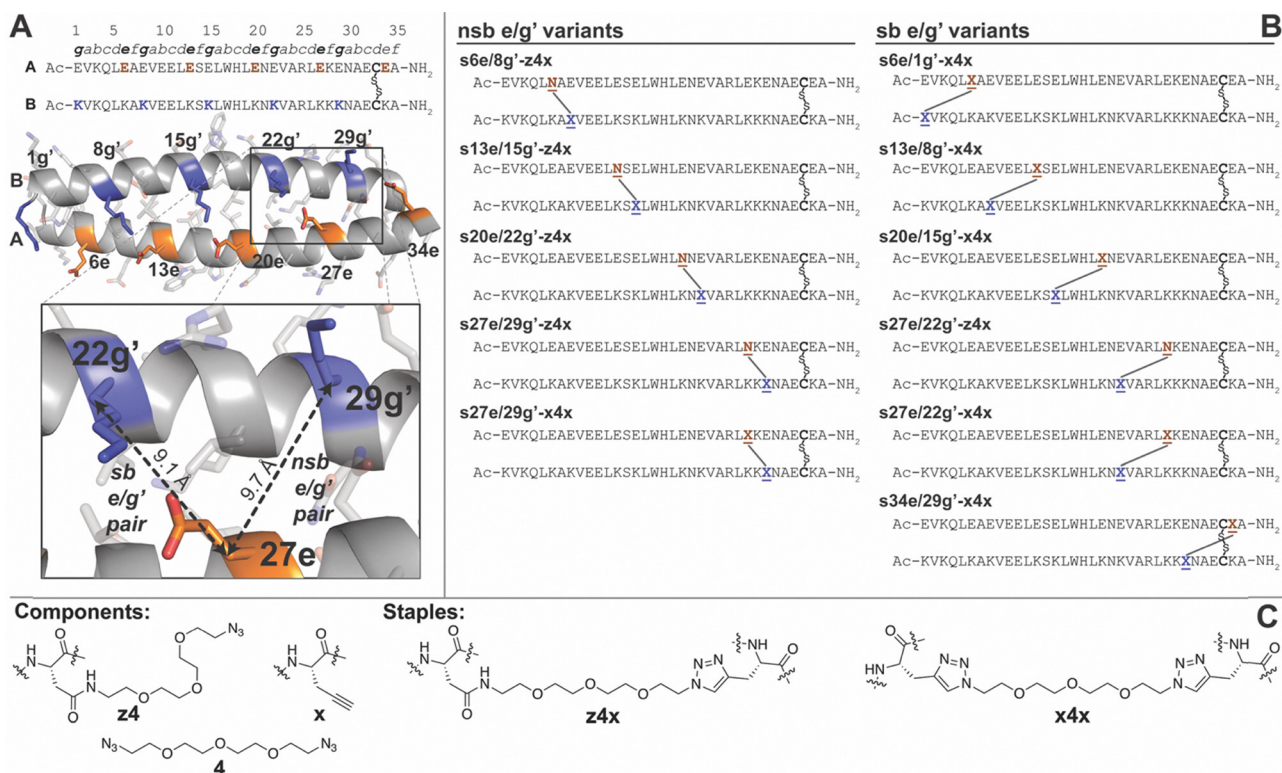 A
1 5 10 15 20 25 30 35
gabcdefgabcdefgabcdefgabcdefgabcdef
A Ac-EVKQLEAEVEELESELWHLENEVARLEKENAECEA-NH2
S
S
B Ac-KVKQLKAKVEELKSKLWHLKNKVARLKKKNAECKA-NH2
1g' 8g' 15g' 22g' 29g'
B
A
6e 13e 20e 27e 34e
22g'
29g'
9.1 Å
9.7 Å
sb
e/g'
pair
nsb
e/g'
pair
27e
B
nsb e/g' variants
s6e/8g'-z4x
Ac-EVKQLNAEVEELESELWHLENEVARLEKENAECEA-NH2
S
S
Ac-KVKQLKAXVEELKSKLWHLKNKVARLKKKNAECKA-NH2
s13e/15g'-z4x
Ac-EVKQLEAEVEELNSELWHLENEVARLEKENAECEA-NH2
S
S
Ac-KVKQLKAKVEELKSXLWHLKNKVARLKKKNAECKA-NH2
s20e/22g'-z4x
Ac-EVKQLEAEVEELESELWHLNNEVARLEKENAECEA-NH2
S
S
Ac-KVKQLKAKVEELKSKLWHLKNXVARLKKKNAECKA-NH2
s27e/29g'-z4x
Ac-EVKQLEAEVEELESELWHLENEVARLNKENAECEA-NH2
S
S
Ac-KVKQLKAKVEELKSKLWHLKNKVARLKKXNAECKA-NH2
s27e/29g'-x4x
Ac-EVKQLEAEVEELESELWHLENEVARLXKENAECEA-NH2
S
S
Ac-KVKQLKAKVEELKSKLWHLKNKVARLKKXNAECKA-NH2
sb e/g' variants
s6e/1g'-x4x
Ac-EVKQLXAEVEELESELWHLENEVARLEKENAECEA-NH2
S
S
Ac-XVKQLKAKVEELKSKLWHLKNKVARLKKKNAECKA-NH2
s13e/8g'-x4x
Ac-EVKQLEAEVEELXSELWHLENEVARLEKENAECEA-NH2
S
S
Ac-KVKQLKAXVEELKSKLWHLKNKVARLKKKNAECKA-NH2
s20e/15g'-x4x
Ac-EVKQLEAEVEELESELWHLXNEVARLEKENAECEA-NH2
S
S
Ac-KVKQLKAKVEELKSXLWHLKNKVARLKKKNAECKA-NH2
s27e/22g'-z4x
Ac-EVKQLEAEVEELESELWHLENEVARLNKENAECEA-NH2
S
S
Ac-KVKQLKAKVEELKSKLWHLKNXVARLKKKNAECKA-NH2
s27e/22g'-x4x
Ac-EVKQLEAEVEELESELWHLENEVARLXKENAECEA-NH2
S
S
Ac-KVKQLKAKVEELKSKLWHLKNXVARLKKKNAECKA-NH2
s34e/29g'-x4x
Ac-EVKQLEAEVEELESELWHLENEVARLEKENAECXA-NH2
S
S
Ac-KVKQLKAKVEELKSKLWHLKNKVARLKKXNAECKA-NH2
C
Components:
H
N
O
O
N
H
O
O
O
N3
z4
H
N
O
x
N3
O
O
O
N3
4
Staples:
H
N
O
O
N
H
O
O
O
N
N
N
NH
O
z4x
O
NH
N
N
N
O
O
O
N
N
N
NH
O
x4x